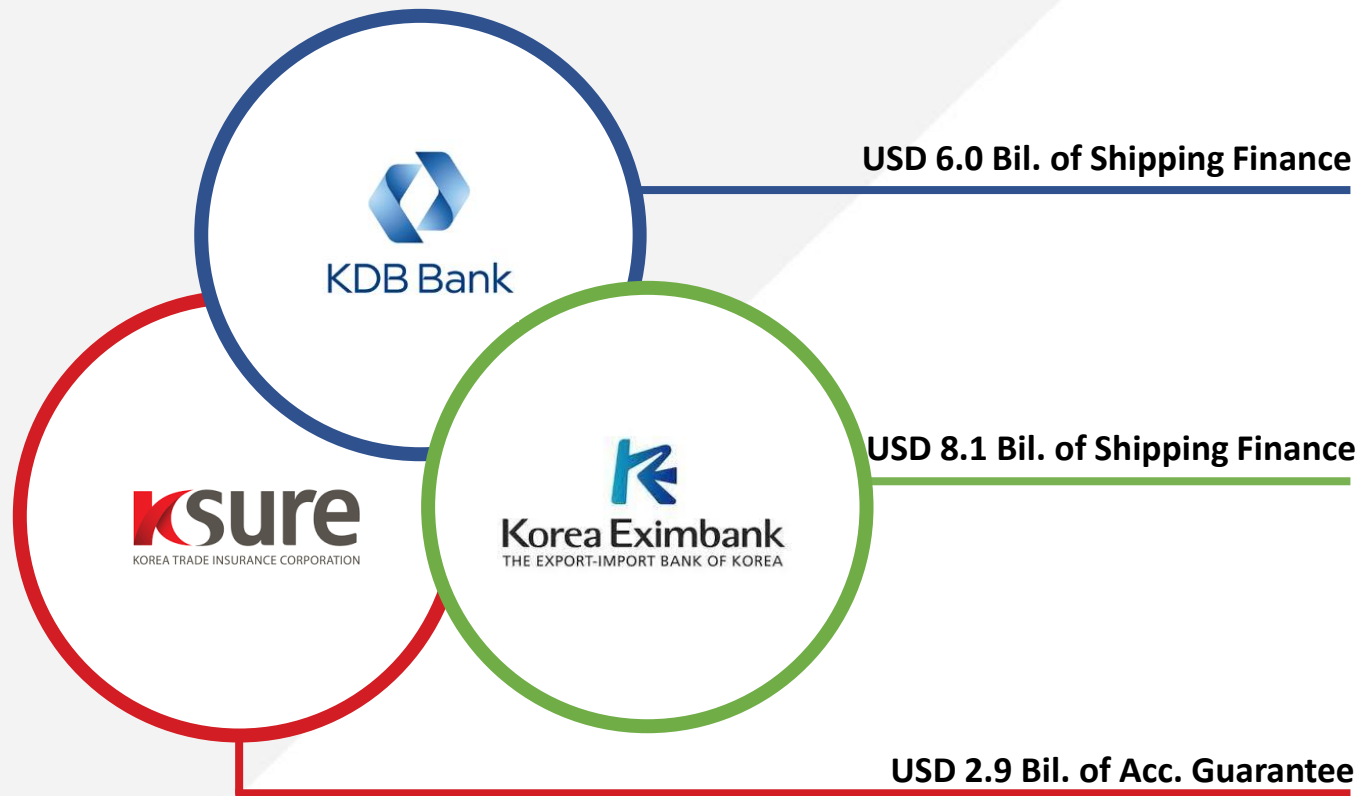 USD 6.0 Bil. of Shipping Finance
KDB Bank
USD 8.1 Bil. of Shipping Finance
ksure
KOREA TRADE INSURANCE CORPORATION
Korea Eximbank
THE EXPORT-IMPORT BANK OF KOREA
USD 2.9 Bil. of Acc. Guarantee